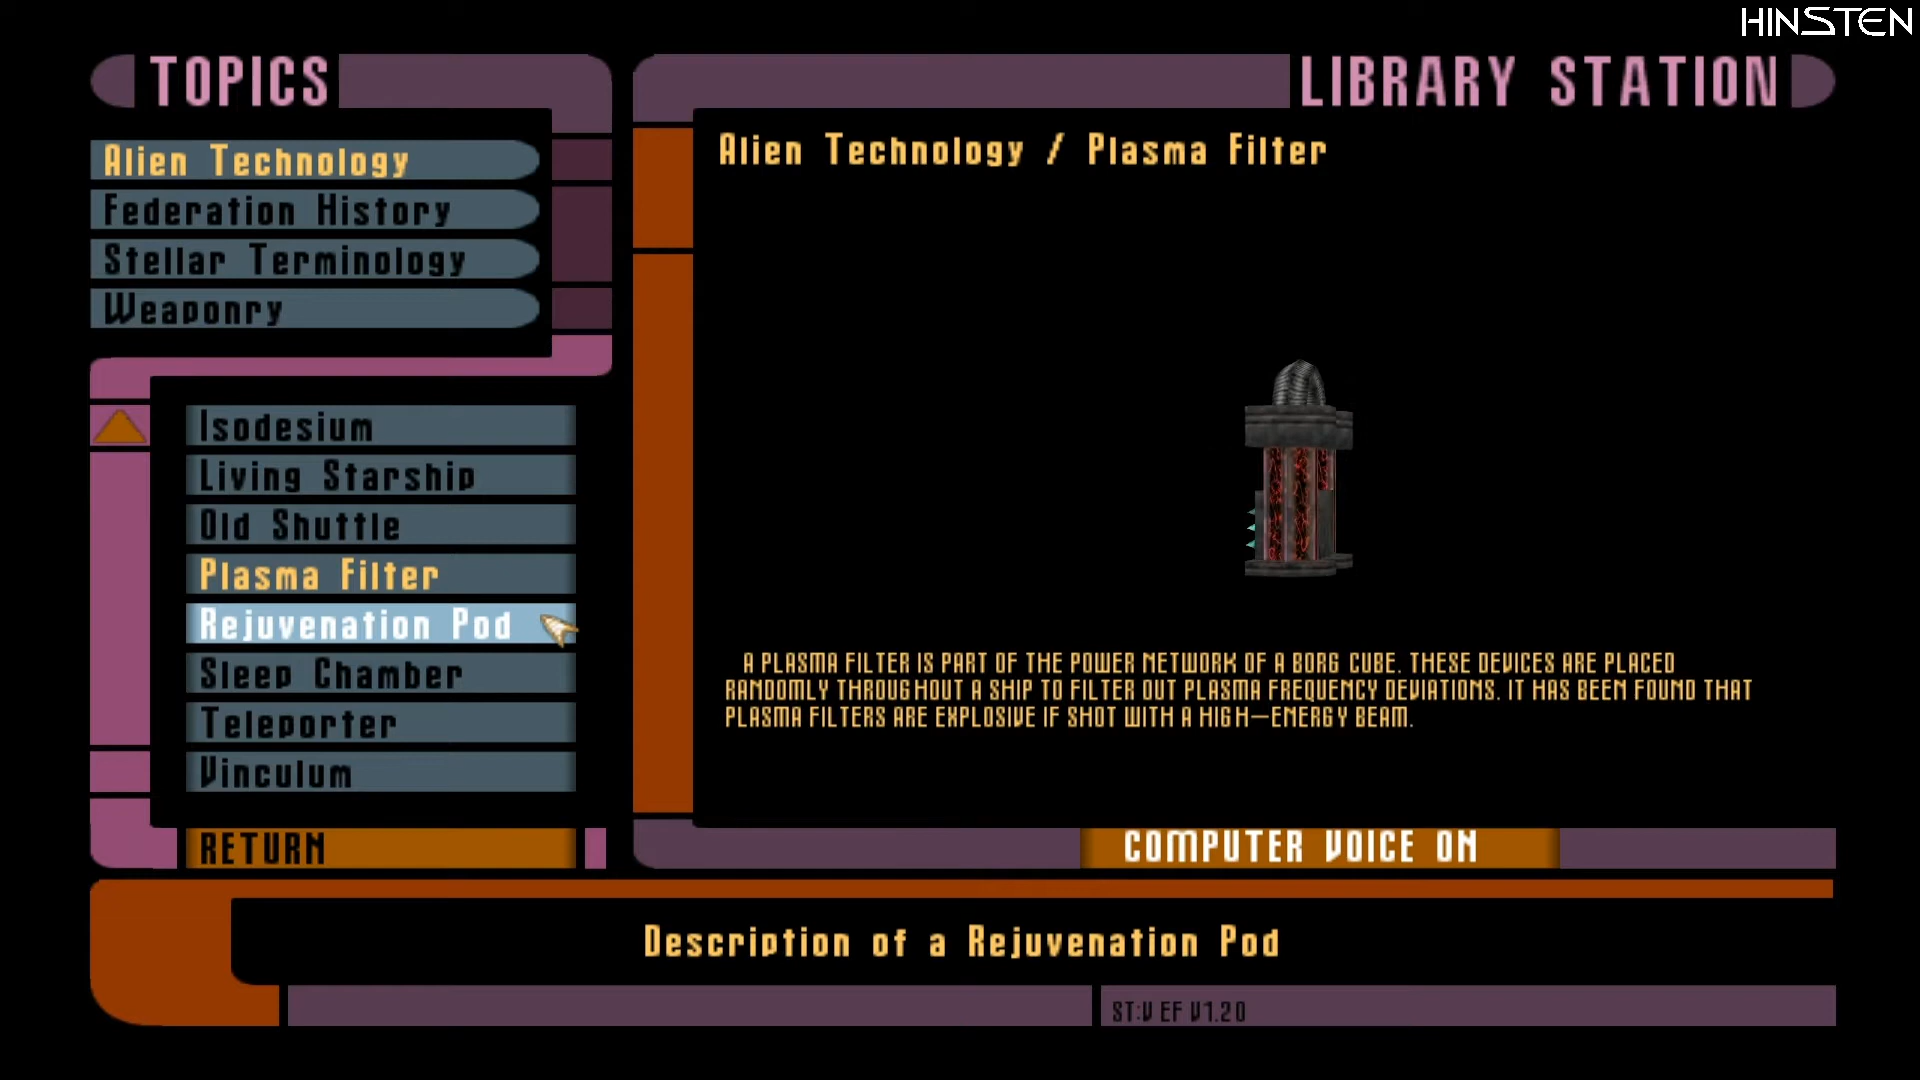 HINSTEN
TOPICS
LIBRARY STATION
Alien Technology
Federation History
Stellar Terminology
Weaponry
Isodesium
Living Starship
Old Shuttle
Plasma Filter
Rejuvenation Pod
Sleep Chamber
Teleporter
Vinculum
RETURN
Alien Technology / Plasma Filter
A PLASMA FILTER IS PART OF THE POWER NETWORK OF A BORG CUBE. THESE DEVICES ARE PLACED
RANDOMLY THROUGHOUT A SHIP TO FILTER OUT PLASMA FREQUENCY DEVIATIONS. IT HAS BEEN FOUND THAT
PLASMA FILTERS ARE EXPLOSIVE IF SHOT WITH A HIGH-ENERGY BEAM.
COMPUTER VOICE ON
Description of a Rejuvenation Pod
ST:V EF V1.20